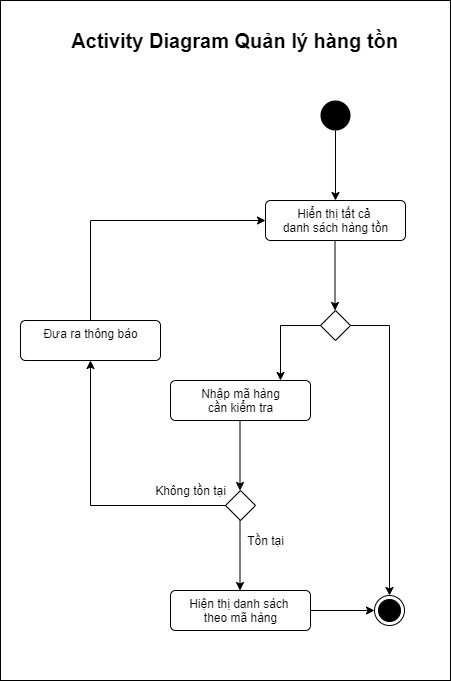 Activity Diagram Quản lý hàng tồn
Hiển thị tất cả
danh sách hàng tồn
Đưa ra thông báo
Nhập mã hàng
cần kiểm tra
Không tồn tại
Tồn tại
Hiện thị danh sách
theo mã hàng